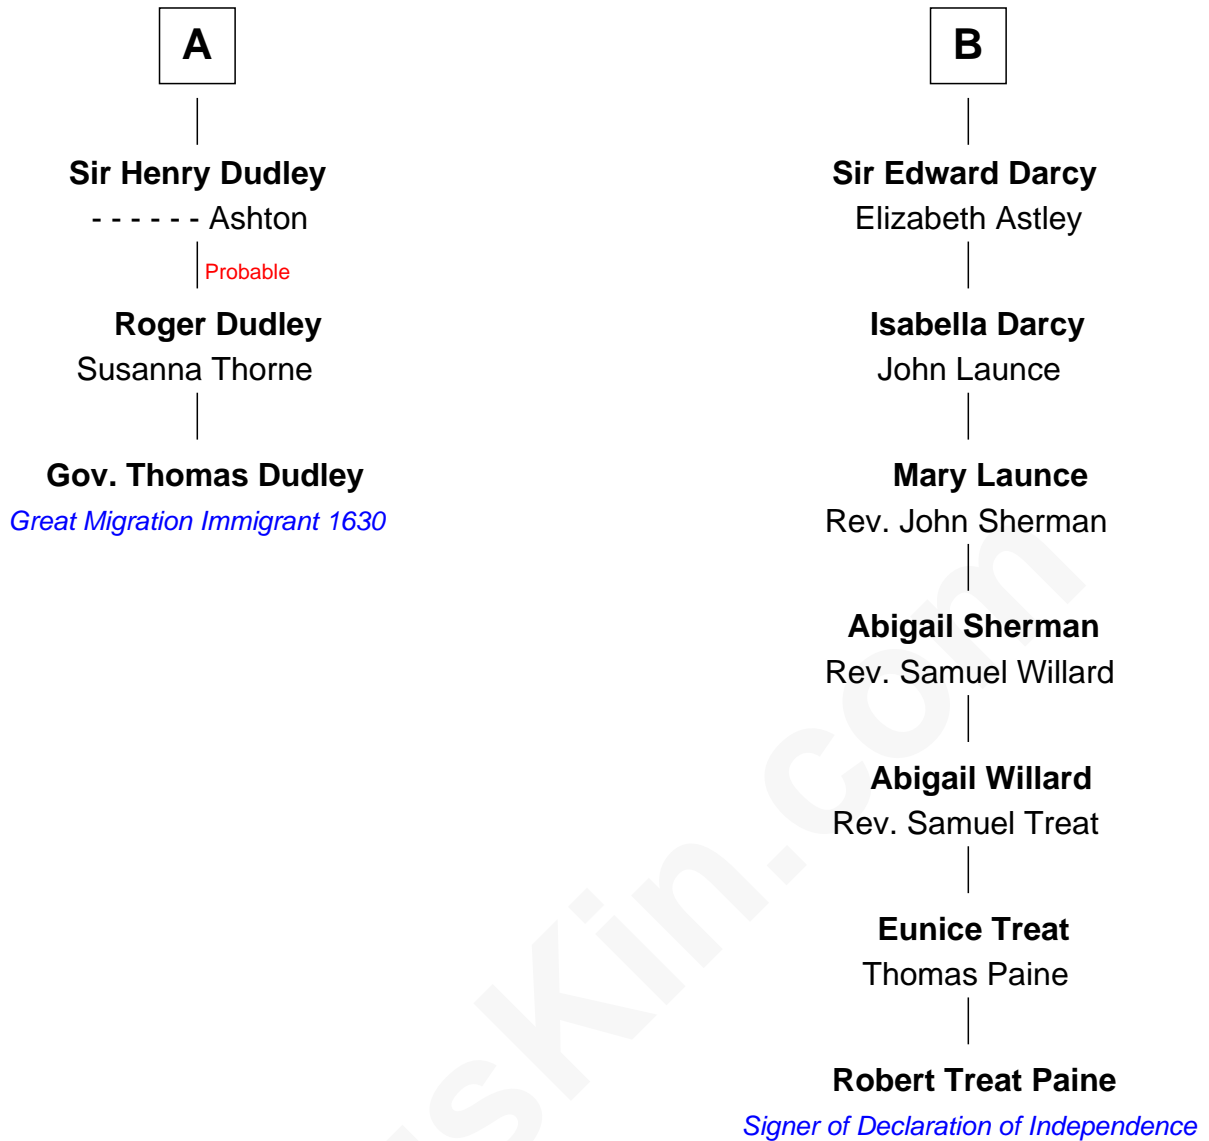 A
Sir Henry Dudley
- - - - - - Ashton
Probable
Roger Dudley
Susanna Thorne
Gov. Thomas Dudley
Great Migration Immigrant 1630
B
Sir Edward Darcy
Elizabeth Astley
Isabella Darcy
John Launce
Mary Launce
Rev. John Sherman
Abigail Sherman
Rev. Samuel Willard
Abigail Willard
Rev. Samuel Treat
Eunice Treat
Thomas Paine
Robert Treat Paine
Signer of Declaration of Independence